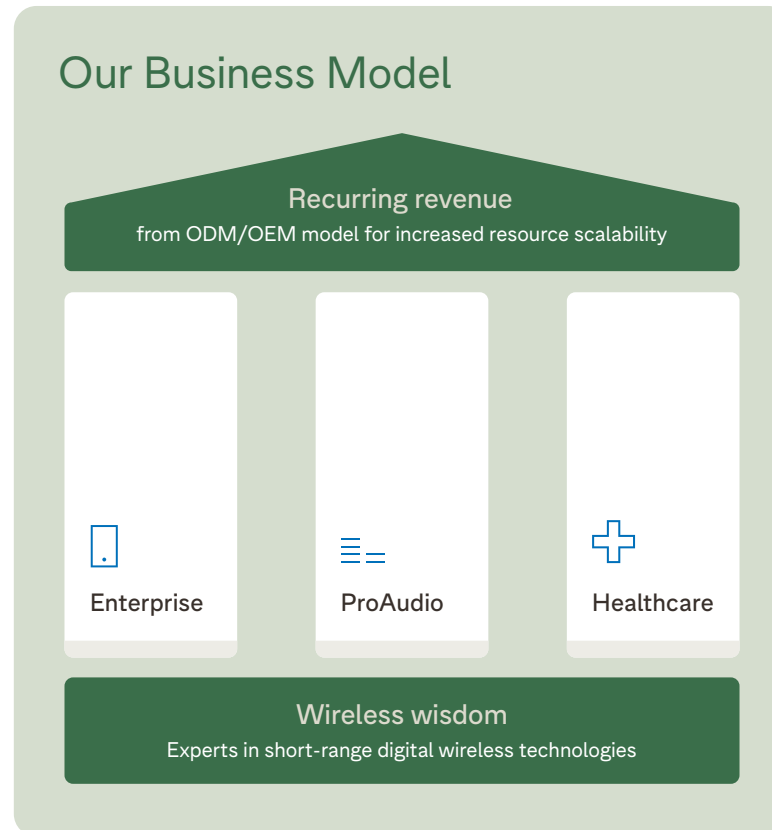 Our Business Model
Recurring revenue
from ODM/OEM model for increased resource scalability
Enterprise
ProAudio
Healthcare
Wireless wisdom
Experts in short-range digital wireless technologies